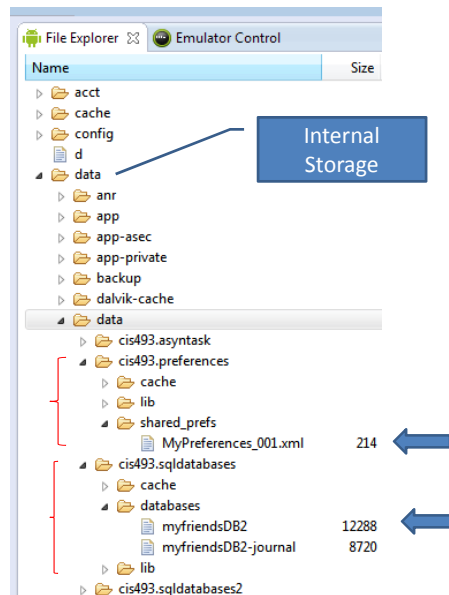 File Explorer Emulator Control
Name Size
acct
cache
config
d
data
Internal
Storage
anr
app
app-asec
app-private
backup
dalvik-cache
data
cis493.asyntask
cis493.preferences
cache
lib
shared_prefs
MyPreferences_001.xml 214
cis493.sqldatabases
cache
databases
myfriendsDB2 12288
myfriendsDB2-journal 8720
lib
cis493.sqldatabases2